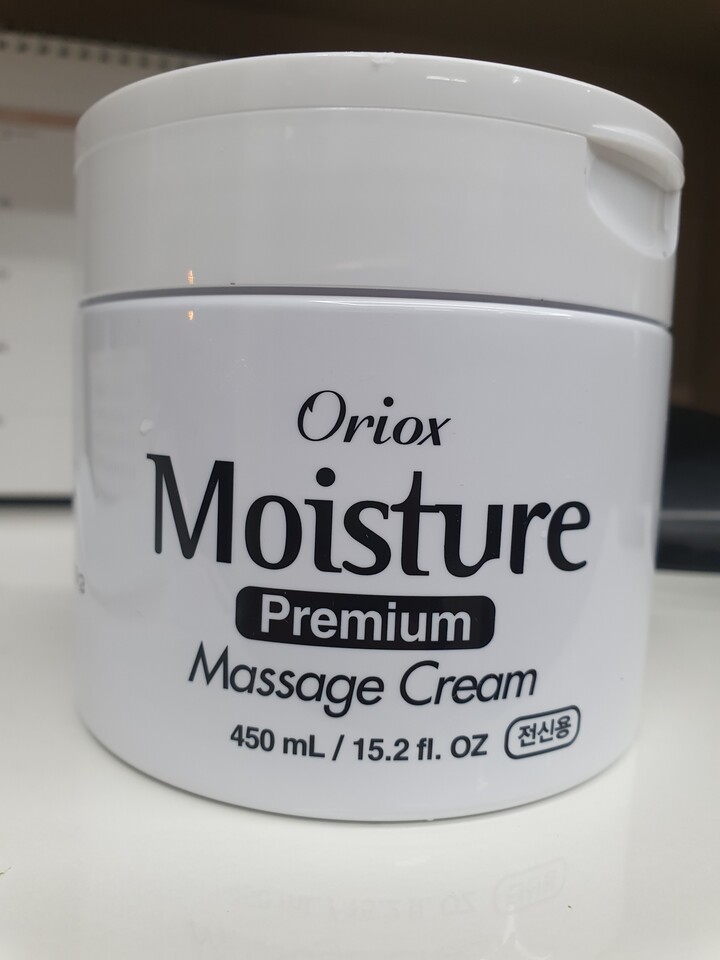 Oriox
Moisture
Premium
Massage Cream
450 mL / 15.2 fl. OZ 전신용